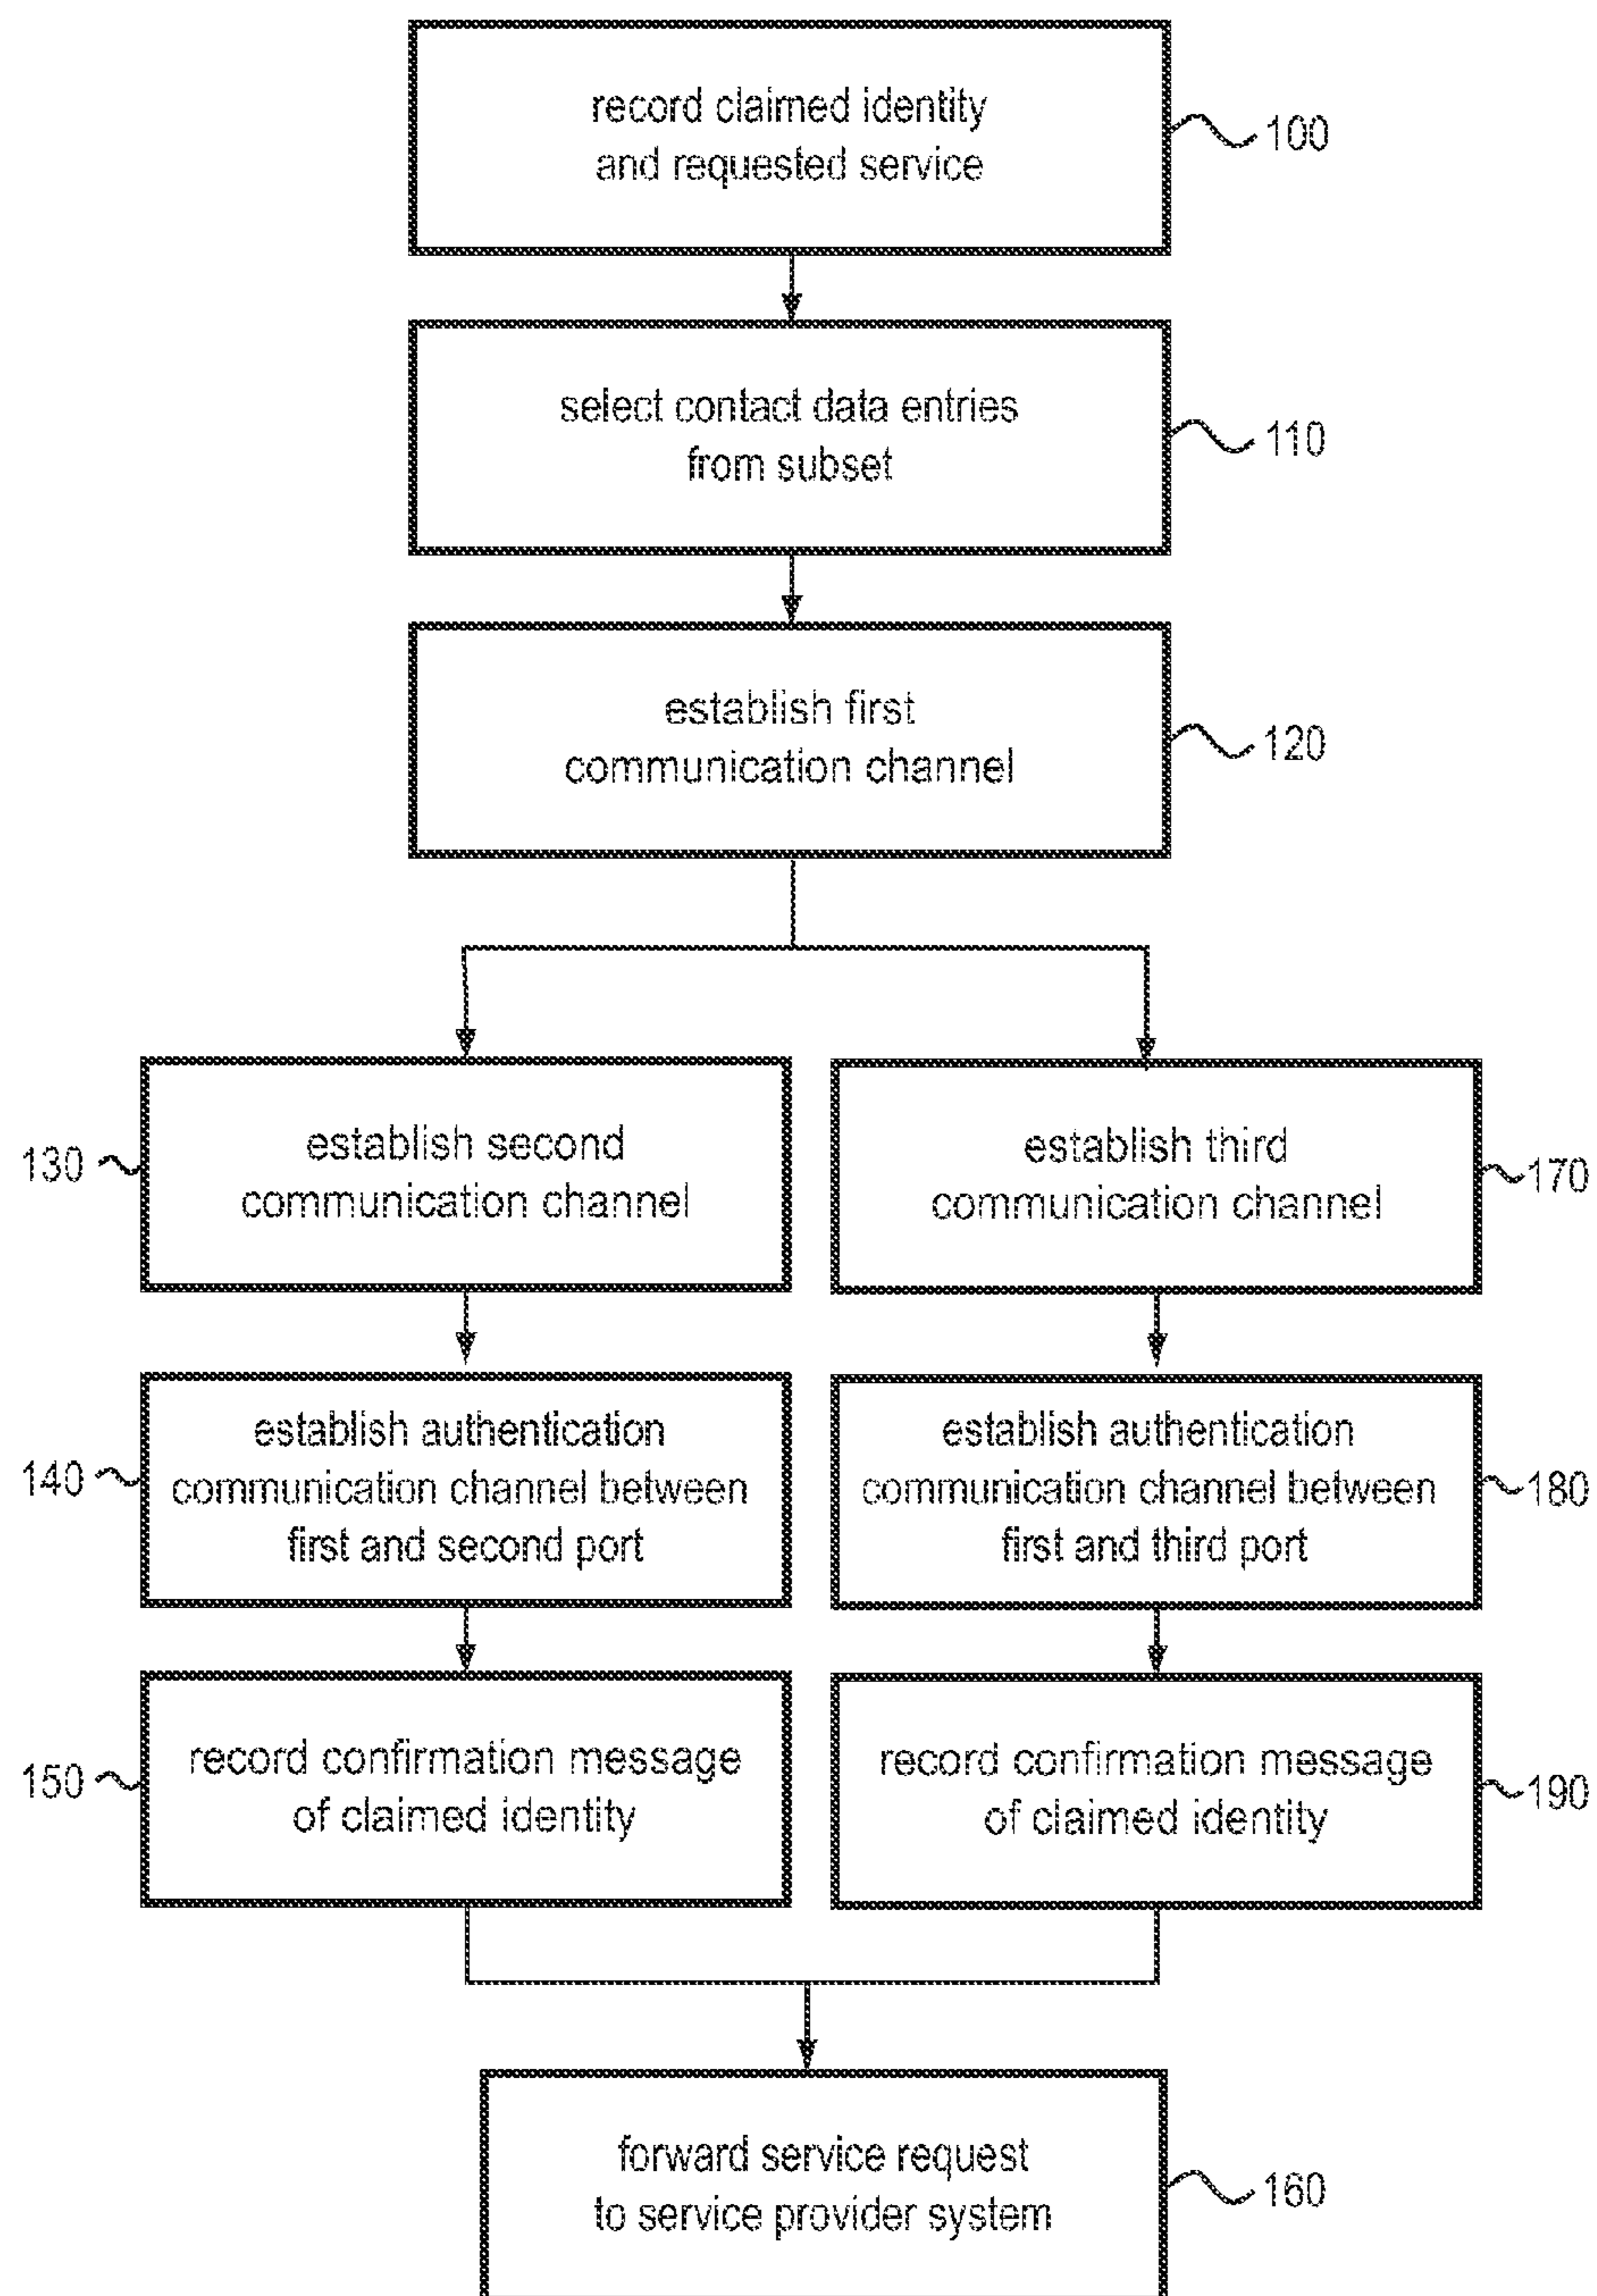 record claimed identity
and requested service
100
select contact data entries
from subset
110
establish first
communication channel
120
130
establish second
communication channel
establish third
communication channel
170
140
establish authentication
communication channel between
first and second port
establish authentication
communication channel between
first and third port
180
150
record confirmation message
of claimed identity
record confirmation message
of claimed identity
190
forward service request
to service provider system
160